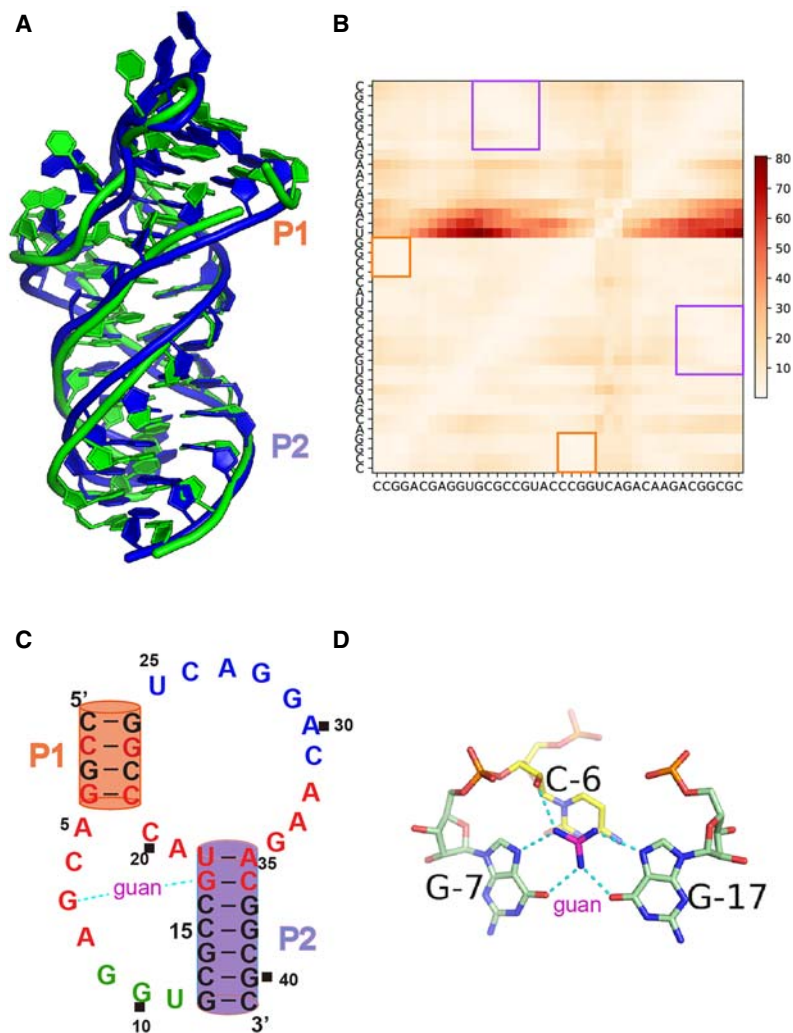 A
P1
P2
B
C G C G G C A G A A C A G A C U G G C C C A U G C C G C G U G G A G C A G G C C
80
70
60
50
40
30
20
10
CCGGACGAGGUGCGCCGUACCCGGUCAGACAAGACGGCGC
C
25
U C A G G A C A A G
30
5'
C – G
C – G
G – C
G – C
P1
5
A
C
G
A
G
G
U
10
C
A
20
guan
U – A
35
G – C
C – G
15
C – G
G – C
C – G
40
G – C
3'
P2
D
C-6
G-7
G-17
guan